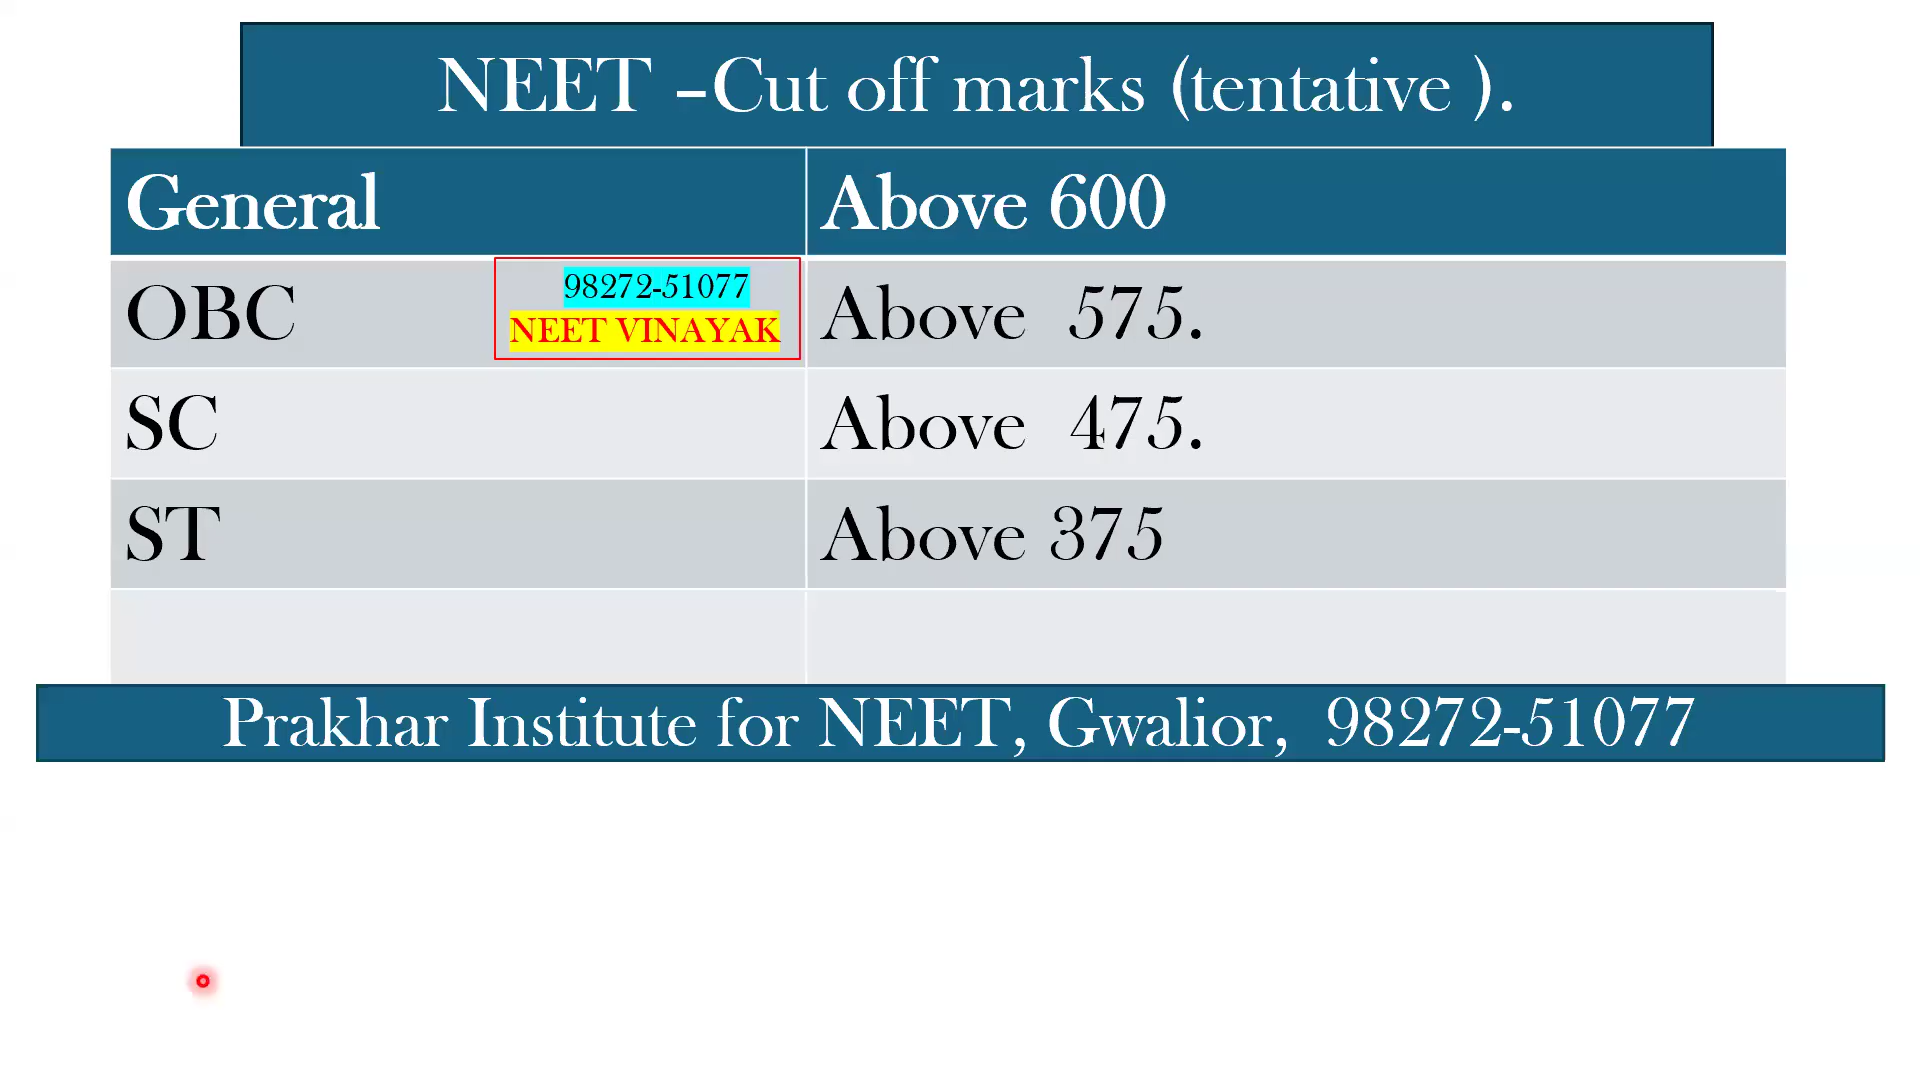 NEET –Cut off marks (tentative ).
General Above 600
OBC Above 575.
98272-51077
NEET VINAYAK
SC Above 475.
ST Above 375
Prakhar Institute for NEET, Gwalior, 98272-51077